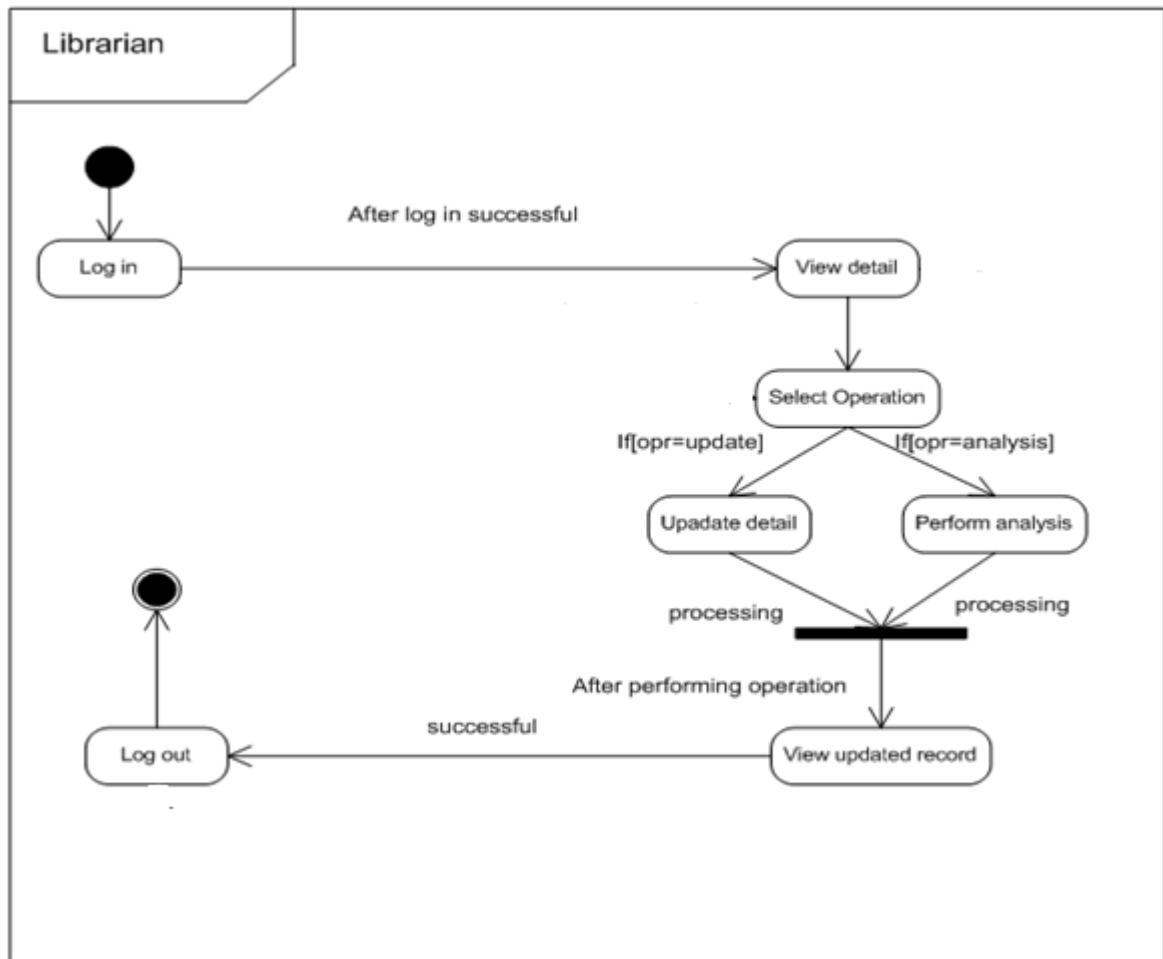 Librarian
After log in successful
Log in
View detail
Select Operation
If[opr=update]
If[opr=analysis]
Upadate detail
Perform analysis
processing
processing
After performing operation
successful
Log out
View updated record